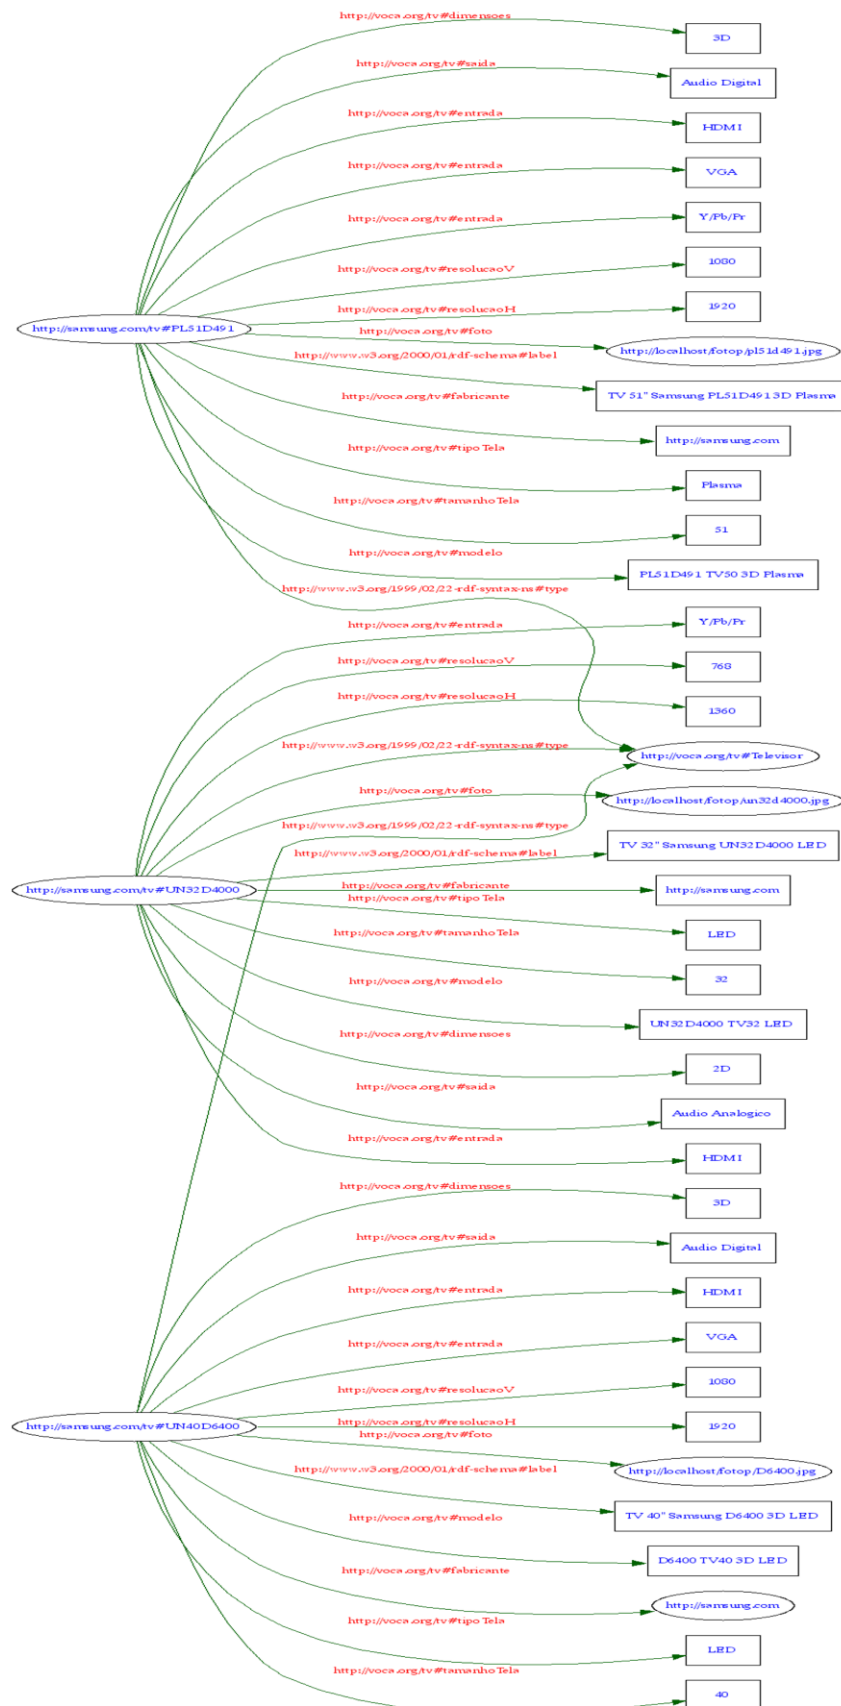 http://voca.org/tv#dimensoes
3D
http://voca.org/tv#saida
Audio Digital
http://voca.org/tv#entrada
HDMI
http://voca.org/tv#entrada
VGA
http://voca.org/tv#entrada
Y/Pb/Pr
http://voca.org/tv#resolucaoV
1080
http://voca.org/tv#resolucaoH
1920
http://samsung.com/tv#PL51D491
http://voca.org/tv#foto
http://localhost/fotop/pl51d491.jpg
http://www.w3.org/2000/01/rdf-schema#label
TV 51" Samsung PL51D491 3D Plasma
http://voca.org/tv#fabricante
http://samsung.com
http://voca.org/tv#tipoTela
Plasma
http://voca.org/tv#tamanhoTela
51
http://voca.org/tv#modelo
PL51D491 TV50 3D Plasma
http://www.w3.org/1999/02/22-rdf-syntax-ns#type
http://voca.org/tv#entrada
Y/Pb/Pr
http://voca.org/tv#resolucaoV
768
http://voca.org/tv#resolucaoH
1360
http://www.w3.org/1999/02/22-rdf-syntax-ns#type
http://voca.org/tv#Televisor
http://voca.org/tv#foto
http://localhost/fotop/un32d4000.jpg
http://www.w3.org/1999/02/22-rdf-syntax-ns#type
http://www.w3.org/2000/01/rdf-schema#label
TV 32" Samsung UN32D4000 LED
http://samsung.com/tv#UN32D4000
http://voca.org/tv#fabricante
http://samsung.com
http://voca.org/tv#tipoTela
LED
http://voca.org/tv#tamanhoTela
32
http://voca.org/tv#modelo
UN32D4000 TV32 LED
http://voca.org/tv#dimensoes
2D
http://voca.org/tv#saida
Audio Analogico
http://voca.org/tv#entrada
HDMI
http://voca.org/tv#dimensoes
3D
http://voca.org/tv#saida
Audio Digital
http://voca.org/tv#entrada
HDMI
http://voca.org/tv#entrada
VGA
http://voca.org/tv#resolucaoV
1080
http://samsung.com/tv#UN40D6400
http://voca.org/tv#resolucaoH
1920
http://voca.org/tv#foto
http://localhost/fotop/D6400.jpg
http://www.w3.org/2000/01/rdf-schema#label
TV 40" Samsung D6400 3D LED
http://voca.org/tv#modelo
D6400 TV40 3D LED
http://voca.org/tv#fabricante
http://samsung.com
http://voca.org/tv#tipoTela
LED
http://voca.org/tv#tamanhoTela
40